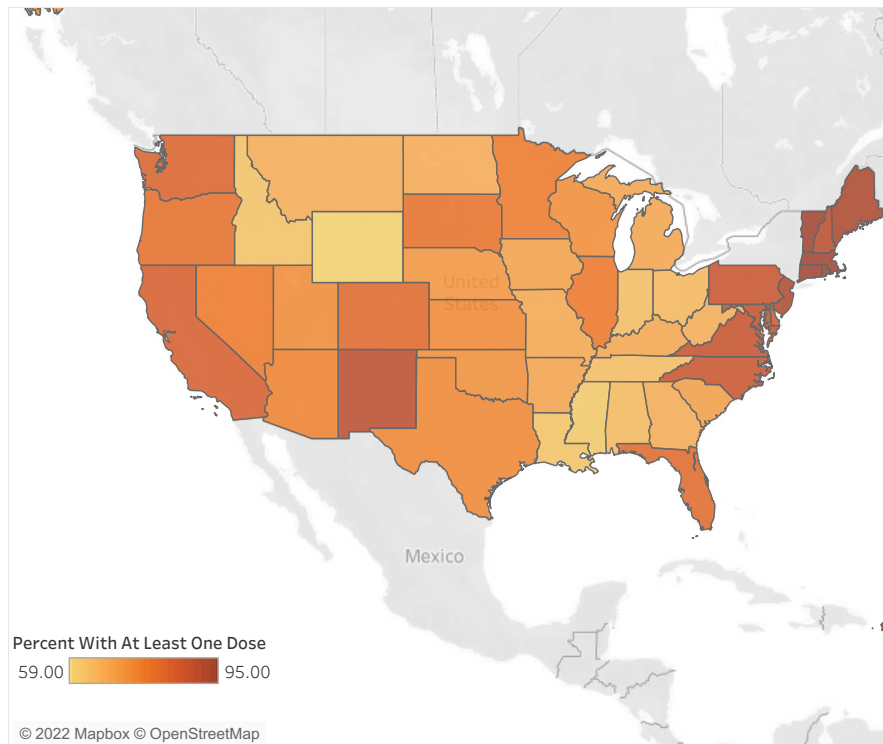 United
States
Mexico
Percent With At Least One Dose
59.00 95.00
© 2022 Mapbox © OpenStreetMap